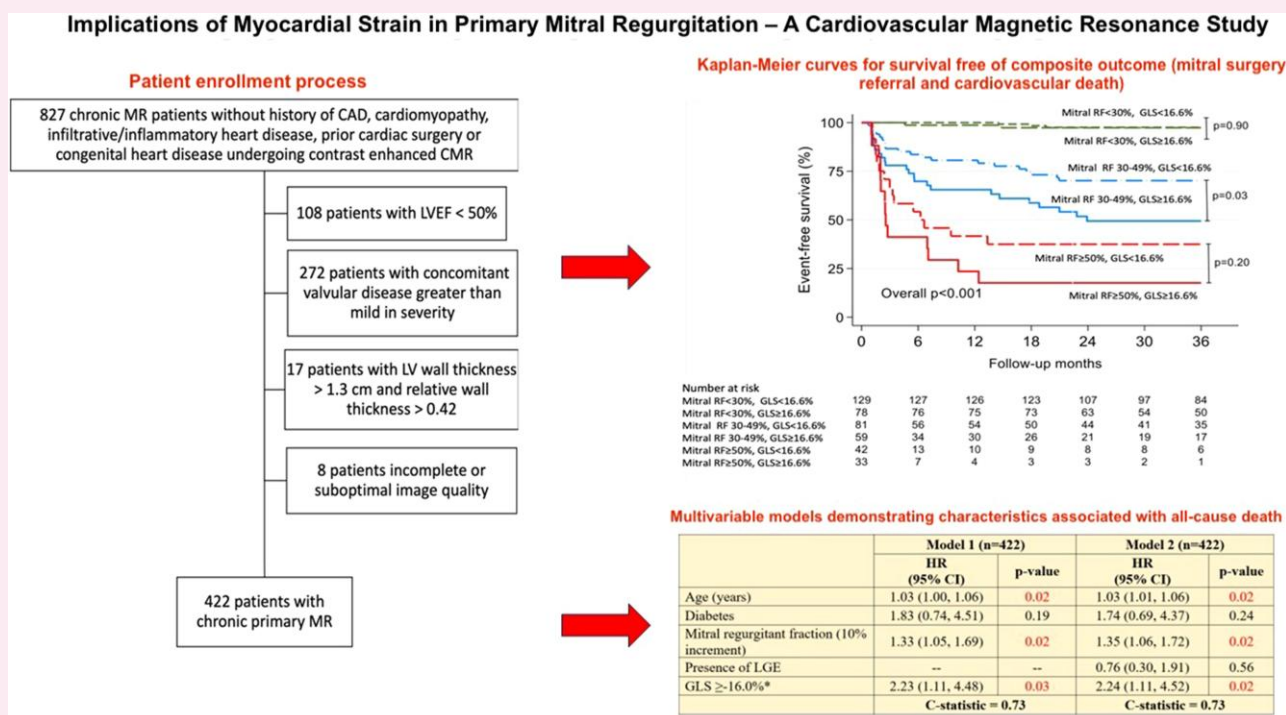 Implications of Myocardial Strain in Primary Mitral Regurgitation – A Cardiovascular Magnetic Resonance Study
Patient enrollment process
827 chronic MR patients without history of CAD, cardiomyopathy,
infiltrative/inflammatory heart disease, prior cardiac surgery or
congenital heart disease undergoing contrast enhanced CMR
108 patients with LVEF < 50%
272 patients with concomitant
valvular disease greater than
mild in severity
17 patients with LV wall thickness
> 1.3 cm and relative wall
thickness > 0.42
8 patients incomplete or
suboptimal image quality
422 patients with
chronic primary MR
Kaplan-Meier curves for survival free of composite outcome (mitral surgery
referral and cardiovascular death)
Event-free survival (%)
100
75
50
25
0
Mitral RF<30%, GLS<16.6%
Mitral RF<30%, GLS≥16.6%
p=0.90
Mitral RF 30-49%, GLS<16.6%
Mitral RF 30-49%, GLS≥16.6%
p=0.03
Mitral RF≥50%, GLS<16.6%
Mitral RF≥50%, GLS≥16.6%
p=0.20
Overall p<0.001
0 6 12 18 24 30 36
Follow-up months
Number at risk
Mitral RF<30%, GLS<16.6% 129 127 126 123 107 97 84
Mitral RF<30%, GLS≥16.6% 78 76 75 73 63 54 50
Mitral RF 30-49%, GLS<16.6% 81 56 54 50 44 41 35
Mitral RF 30-49%, GLS≥16.6% 59 34 30 26 21 19 17
Mitral RF≥50%, GLS<16.6% 42 13 10 9 8 8 6
Mitral RF≥50%, GLS≥16.6% 33 7 4 3 3 2 1
Multivariable models demonstrating characteristics associated with all-cause death
Model 1 (n=422) Model 2 (n=422)
HR p-value HR p-value
(95% CI) (95% CI)
Age (years) 1.03 (1.00, 1.06) 0.02 1.03 (1.01, 1.06) 0.02
Diabetes 1.83 (0.74, 4.51) 0.19 1.74 (0.69, 4.37) 0.24
Mitral regurgitant fraction (10% 1.33 (1.05, 1.69) 0.02 1.35 (1.06, 1.72) 0.02
increment)
Presence of LGE -- -- 0.76 (0.30, 1.91) 0.56
GLS ≥-16.0%* 2.23 (1.11, 4.48) 0.03 2.24 (1.11, 4.52) 0.02
C-statistic = 0.73 C-statistic = 0.73